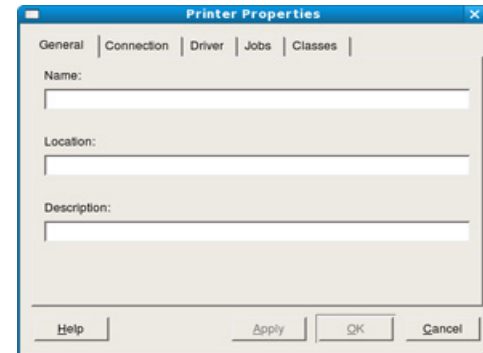 Printer Properties
General Connection Driver Jobs Classes
Name:
Location:
Description:
Help Apply OK Cancel